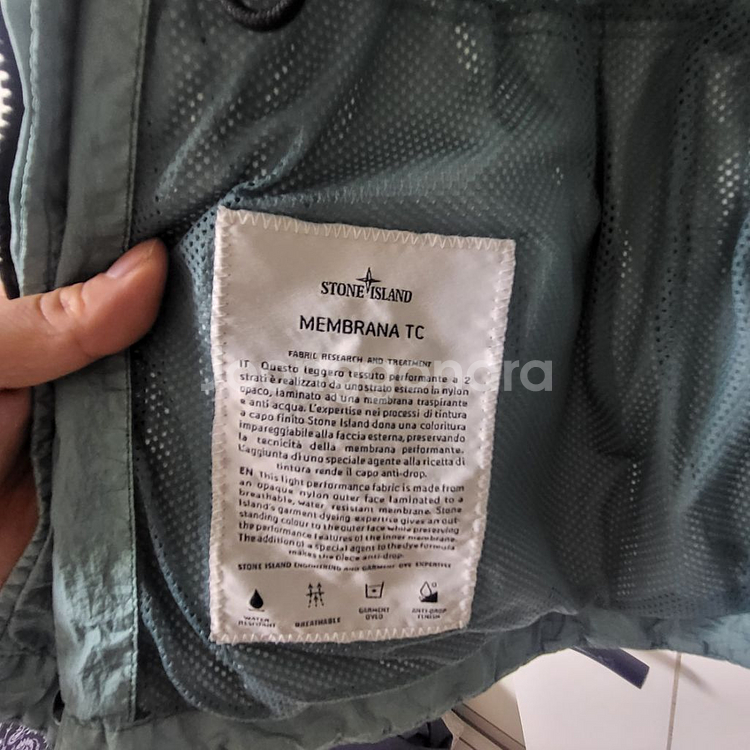 STONE ISLAND
MEMBRANA TC
FABRIC RESEARCH AND TREATMENT
IT Questo leggero tessuto performante a 2
strati è realizzato da uno strato esterno in nylon
opaco, laminato ad una membrana traspirante
e anti acqua. L'expertise nei processi di tintura
a capo finito Stone Island dona una coloritura
impareggiabile alla faccia esterna, preservando
la tecnicità della membrana performante.
L'aggiunta di uno speciale agente alla ricetta di
tintura rende il capo anti-drop.
EN This light performance fabric is made from
an opaque nylon outer face laminated to a
breathable, water resistant membrane. Stone
Island's garment dyeing expertise gives an out-
standing colour to the outer face while preserving
the performance features of the inner membrane.
The addition of a special agent to the dye formula
makes the piece anti-drop.
STONE ISLAND ENGINEERING AND GARMENT DYE EXPERTISE
WATER
RESISTANT
BREATHABLE
GARMENT
DYED
ANTI-DROP
FINISH